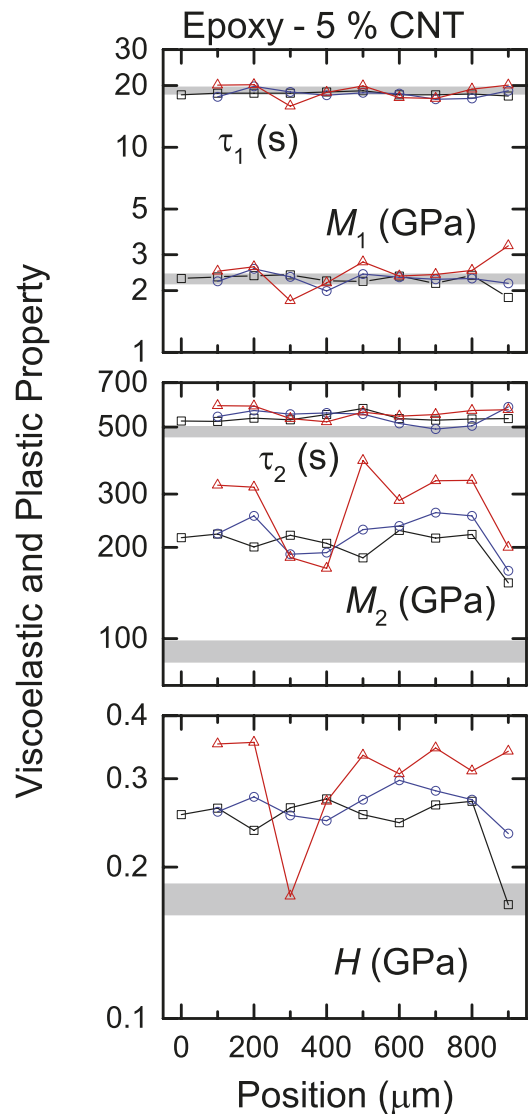 Epoxy - 5 % CNT
Viscoelastic and Plastic Property
30
20
10
5
3
2
1
τ1 (s)
M1 (GPa)
700
500
300
200
100
τ2 (s)
M2 (GPa)
0.4
0.3
0.2
0.1
H (GPa)
0 200 400 600 800
Position (μm)